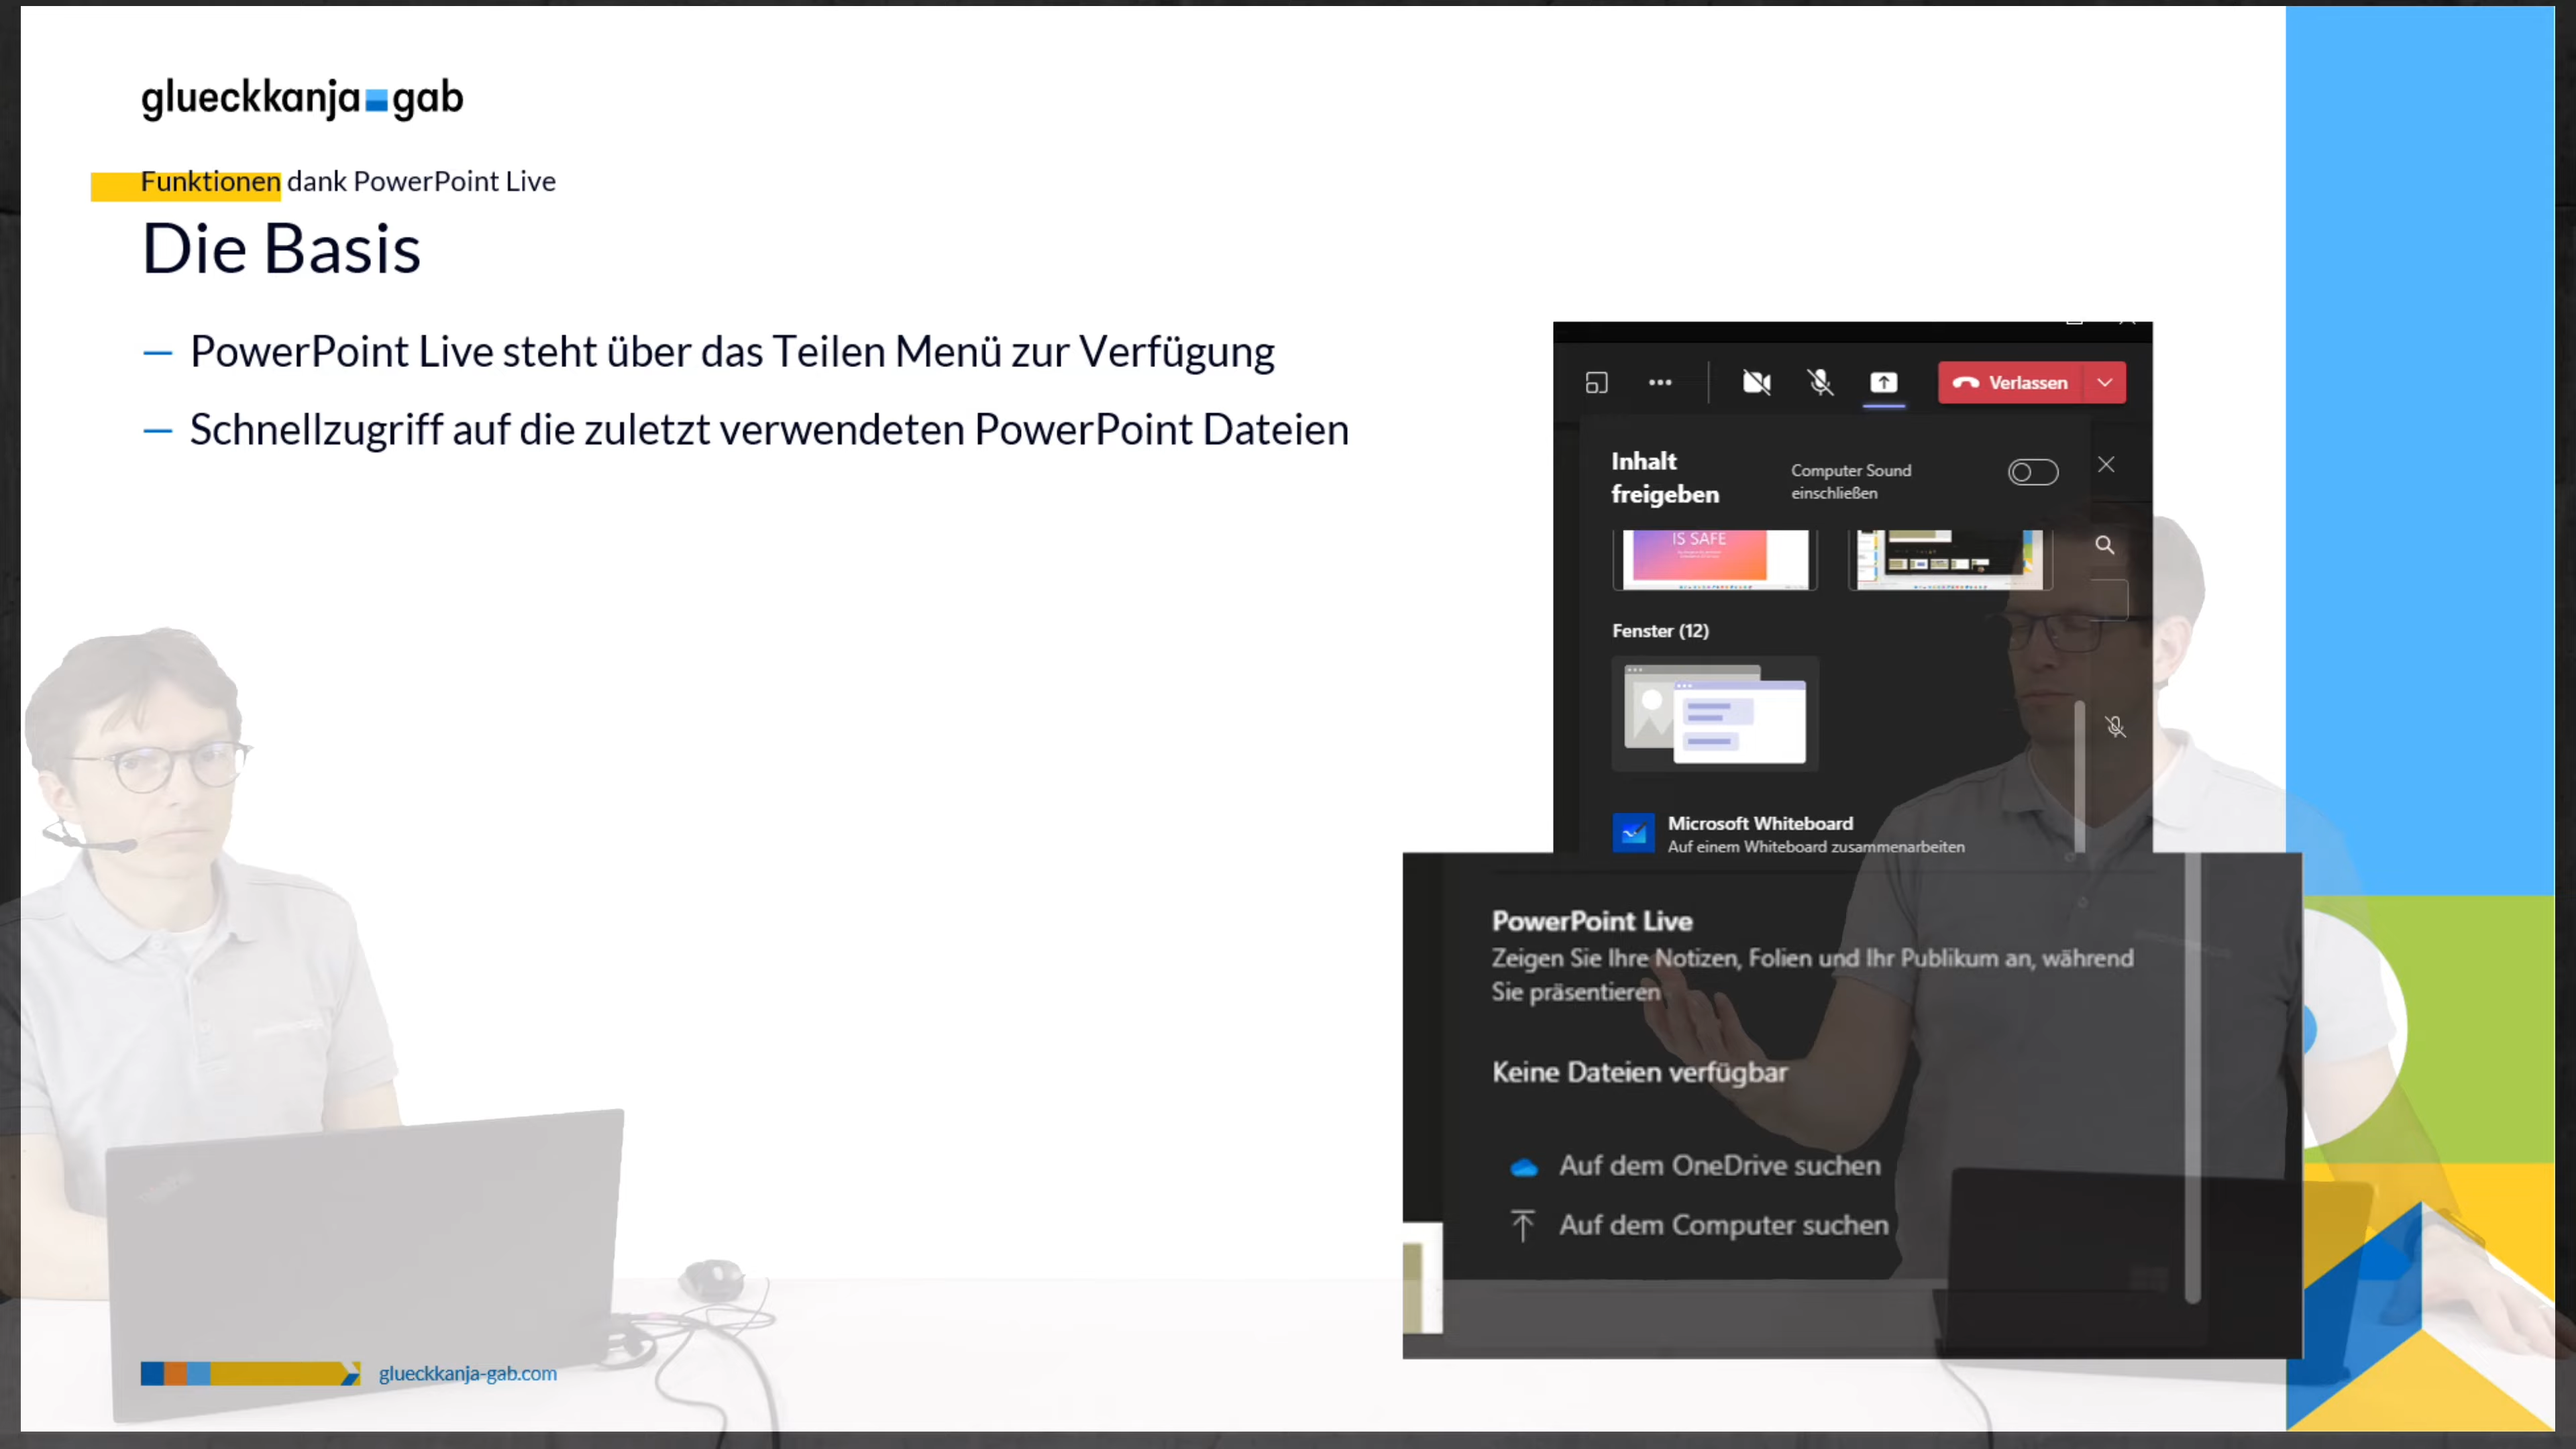 glueckkanja gab
Funktionen dank PowerPoint Live
Die Basis
— PowerPoint Live steht über das Teilen Menü zur Verfügung
— Schnellzugriff auf die zuletzt verwendeten PowerPoint Dateien
Verlassen
Inhalt
freigeben
Computer Sound
einschließen
IS SAFE
Fenster (12)
Microsoft Whiteboard
Auf einem Whiteboard zusammenarbeiten
PowerPoint Live
Zeigen Sie Ihre Notizen, Folien und Ihr Publikum an, während
Sie präsentieren
Keine Dateien verfügbar
Auf dem OneDrive suchen
Auf dem Computer suchen
glueckkanja-gab.com